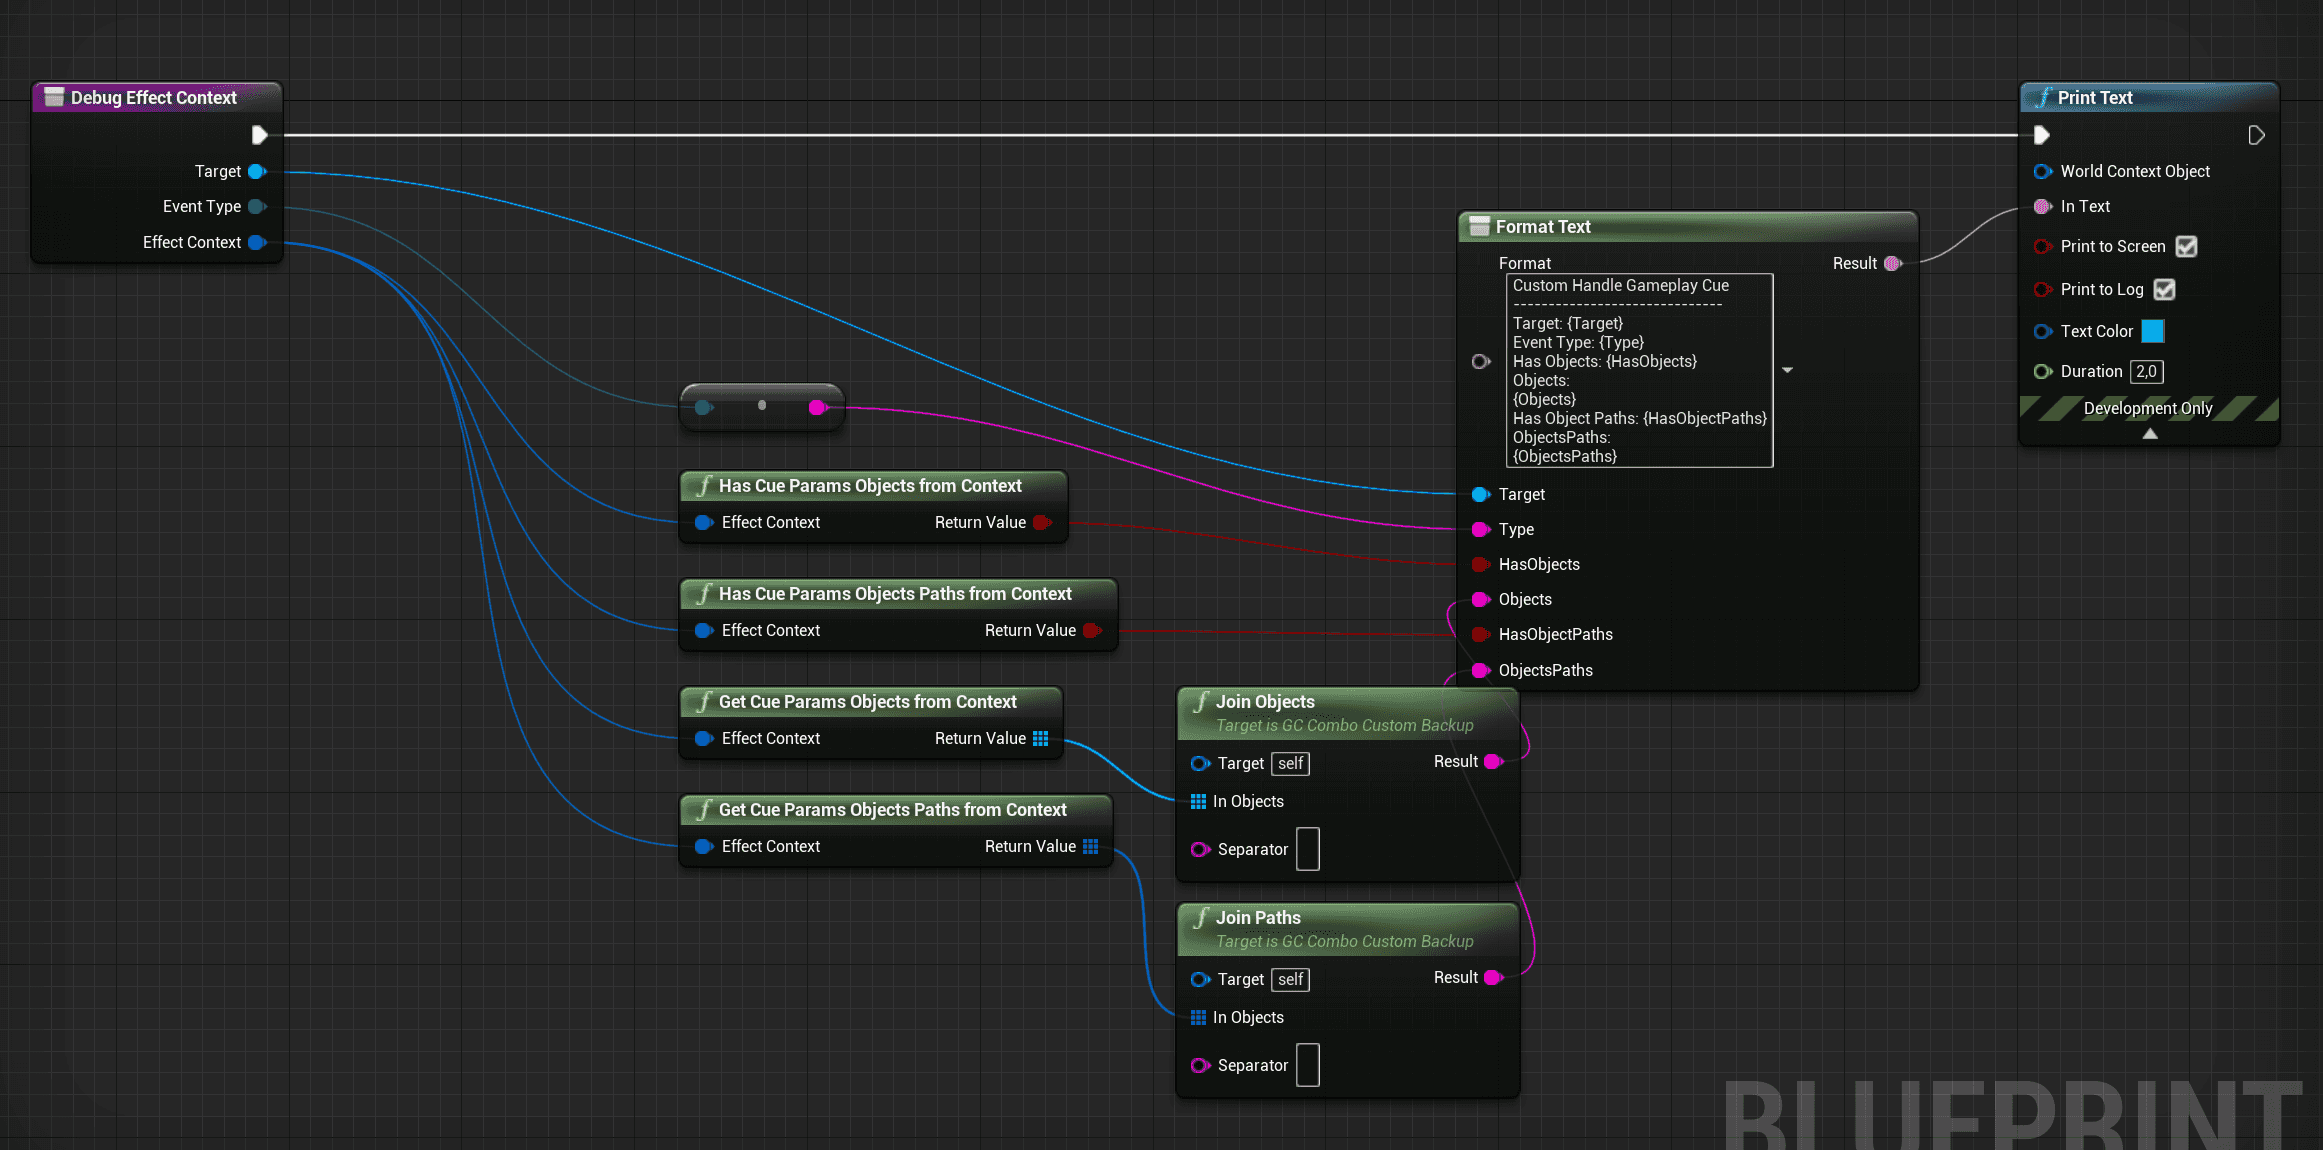 Debug Effect Context
Target
Event Type
Effect Context
Has Cue Params Objects from Context
Effect Context
Return Value
Has Cue Params Objects Paths from Context
Effect Context
Return Value
Get Cue Params Objects from Context
Effect Context
Return Value
Get Cue Params Objects Paths from Context
Effect Context
Return Value
Join Objects
Target is GC Combo Custom Backup
Target self
Result
In Objects
Separator
Join Paths
Target is GC Combo Custom Backup
Target self
Result
In Objects
Separator
Format Text
Format
Result
Custom Handle Gameplay Cue
------------------------------
Target: {Target}
Event Type: {Type}
Has Objects: {HasObjects}
Objects:
{Objects}
Has Object Paths: {HasObjectPaths}
ObjectsPaths:
{ObjectsPaths}
Target
Type
HasObjects
Objects
HasObjectPaths
ObjectsPaths
Print Text
World Context Object
In Text
Print to Screen
Print to Log
Text Color
Duration 2,0
Development Only
BLUEPRINT